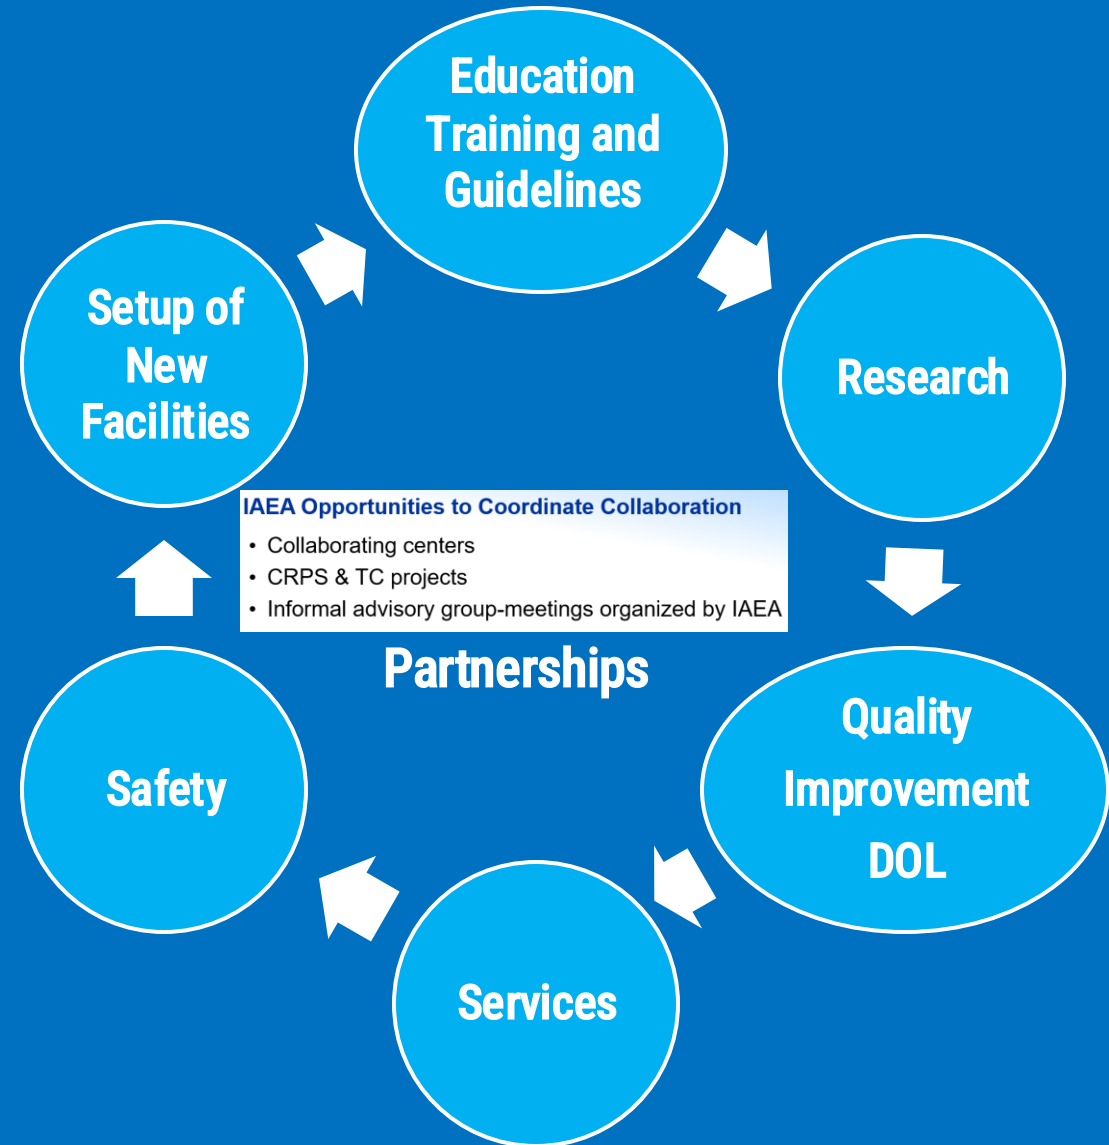 Education
Training and
Guidelines
Setup of
New
Facilities
Research
IAEA Opportunities to Coordinate Collaboration
• Collaborating centers
• CRPS & TC projects
• Informal advisory group-meetings organized by IAEA
Partnerships
Quality
Improvement
DOL
Safety
Services